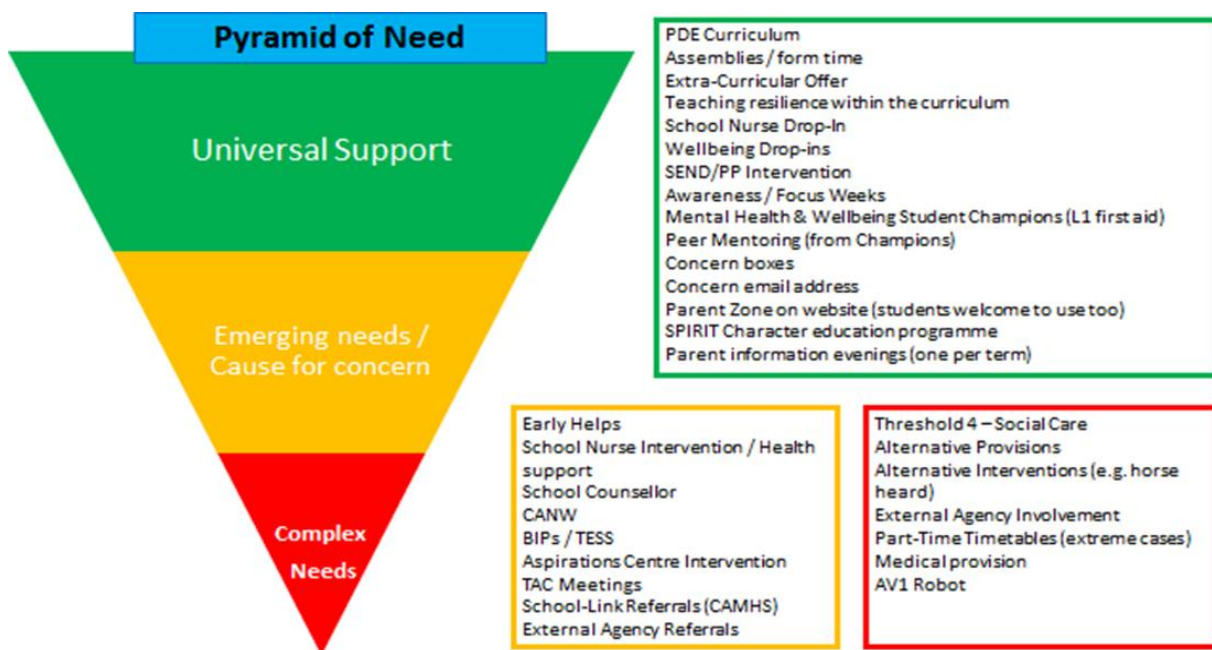 Pyramid of Need
Universal Support
Emerging needs /
Cause for concern
Complex
Needs
PDE Curriculum
Assemblies / form time
Extra-Curricular Offer
Teaching resilience within the curriculum
School Nurse Drop-In
Wellbeing Drop-ins
SEND/PP Intervention
Awareness / Focus Weeks
Mental Health & Wellbeing Student Champions (L1 first aid)
Peer Mentoring (from Champions)
Concern boxes
Concern email address
Parent Zone on website (students welcome to use too)
SPIRIT Character education programme
Parent information evenings (one per term)
Early Helps
School Nurse Intervention / Health
support
School Counsellor
CANW
BIPs / TESS
Aspirations Centre Intervention
TAC Meetings
School-Link Referrals (CAMHS)
External Agency Referrals
Threshold 4 – Social Care
Alternative Provisions
Alternative Interventions (e.g. horse
heard)
External Agency Involvement
Part-Time Timetables (extreme cases)
Medical provision
AV1 Robot